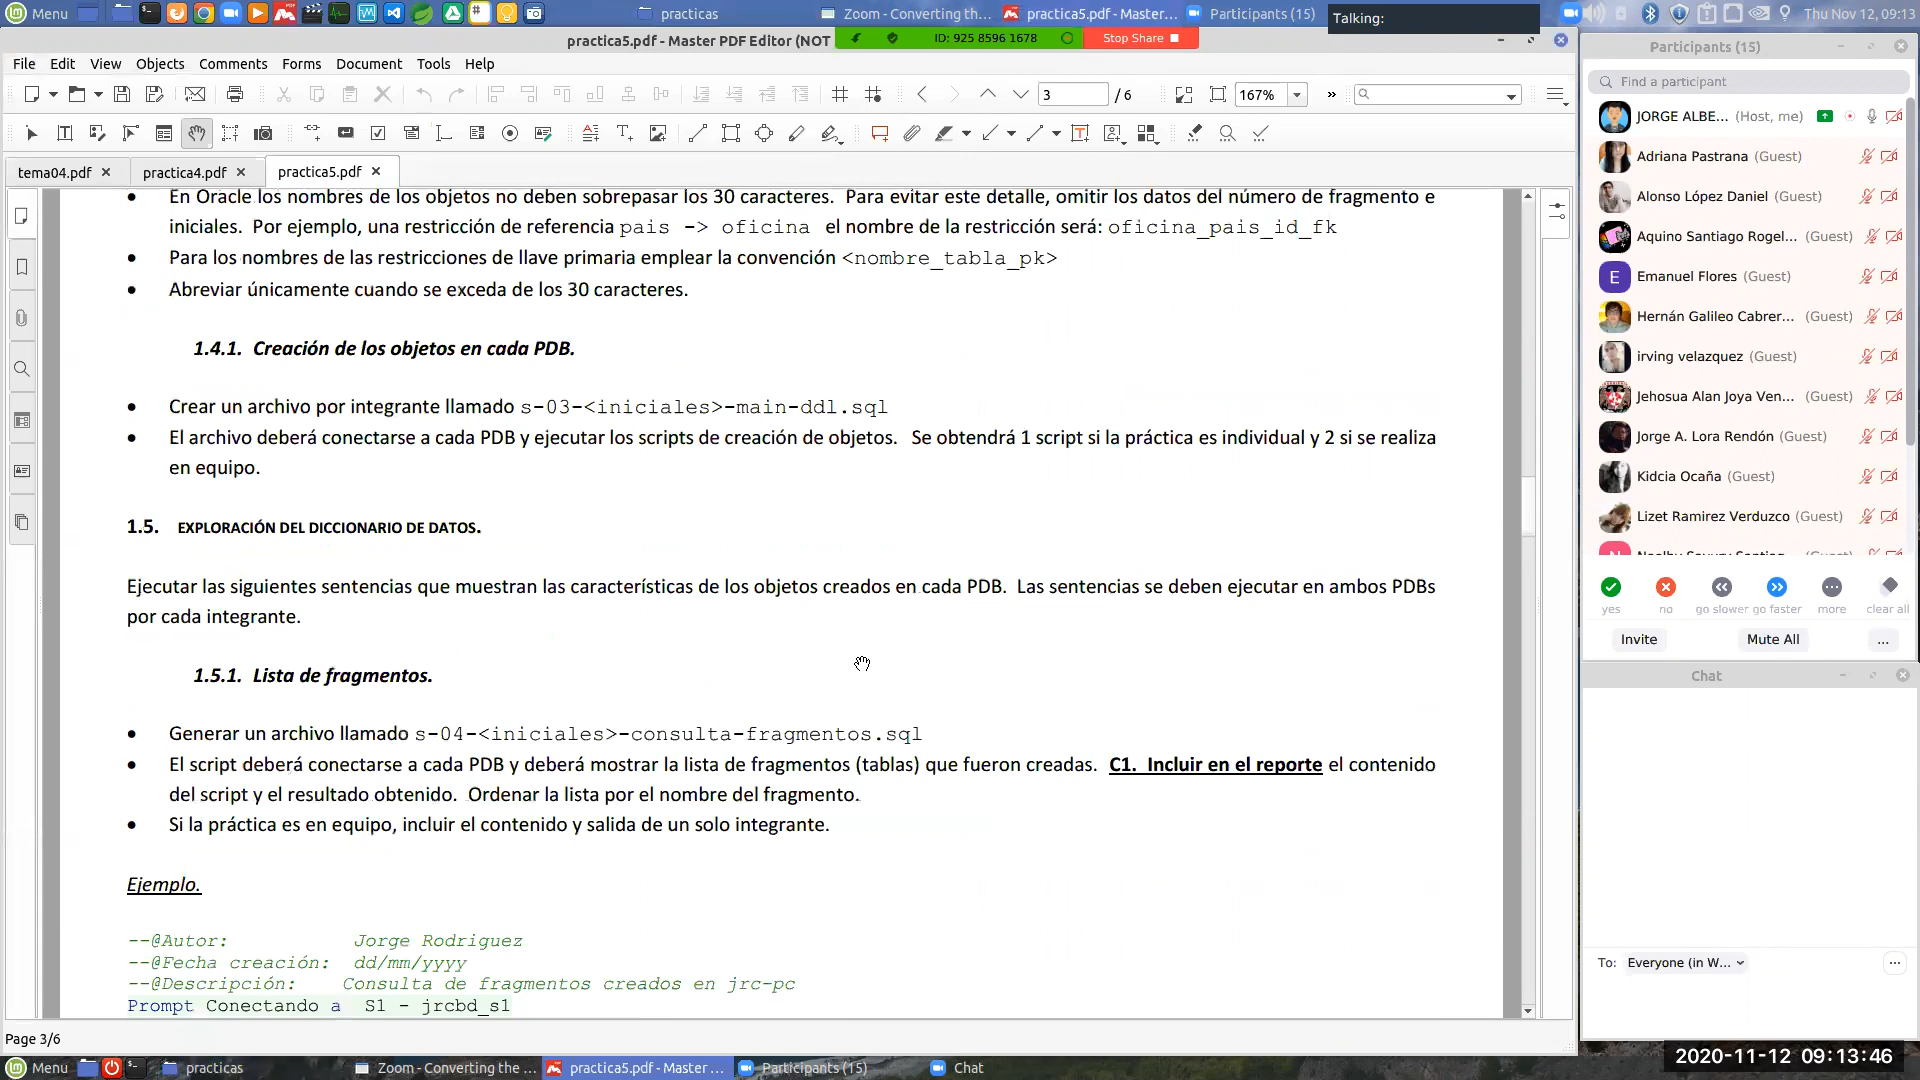 Menu
practicas
Zoom - Converting th...
practica5.pdf - Master...
Participants (15)
Talking:
Thu Nov 12, 09:13
practica5.pdf - Master PDF Editor (NOT
ID: 925 8596 1678
Stop Share
File Edit View Objects Comments Forms Document Tools Help
3 / 6
167%
tema04.pdf
practica4.pdf
practica5.pdf
• En Oracle los nombres de los objetos no deben sobrepasar los 30 caracteres. Para evitar este detalle, omitir los datos del número de fragmento e
iniciales. Por ejemplo, una restricción de referencia pais -> oficina el nombre de la restricción será: oficina_pais_id_fk
• Para los nombres de las restricciones de llave primaria emplear la convención <nombre_tabla_pk>
• Abreviar únicamente cuando se exceda de los 30 caracteres.
1.4.1. Creación de los objetos en cada PDB.
• Crear un archivo por integrante llamado s-03-<iniciales>-main-ddl.sql
• El archivo deberá conectarse a cada PDB y ejecutar los scripts de creación de objetos. Se obtendrá 1 script si la práctica es individual y 2 si se realiza
en equipo.
1.5. EXPLORACIÓN DEL DICCIONARIO DE DATOS.
Ejecutar las siguientes sentencias que muestran las características de los objetos creados en cada PDB. Las sentencias se deben ejecutar en ambos PDBs
por cada integrante.
1.5.1. Lista de fragmentos.
• Generar un archivo llamado s-04-<iniciales>-consulta-fragmentos.sql
• El script deberá conectarse a cada PDB y deberá mostrar la lista de fragmentos (tablas) que fueron creadas. C1. Incluir en el reporte el contenido
del script y el resultado obtenido. Ordenar la lista por el nombre del fragmento.
• Si la práctica es en equipo, incluir el contenido y salida de un solo integrante.
Ejemplo.
--@Autor: Jorge Rodriguez
--@Fecha creación: dd/mm/yyyy
--@Descripción: Consulta de fragmentos creados en jrc-pc
Prompt Conectando a S1 - jrcbd_s1
Page 3/6
Participants (15)
Find a participant
JORGE ALBE... (Host, me)
Adriana Pastrana (Guest)
Alonso López Daniel (Guest)
Aquino Santiago Rogel... (Guest)
E Emanuel Flores (Guest)
Hernán Galileo Cabrer... (Guest)
irving velazquez (Guest)
Jehosua Alan Joya Ven... (Guest)
Jorge A. Lora Rendón (Guest)
Kidcia Ocaña (Guest)
Lizet Ramirez Verduzco (Guest)
yes no go slower go faster more clear all
Invite Mute All ...
Chat
To: Everyone (in W...
Menu
practicas
Zoom - Converting the ...
practica5.pdf - Master ...
Participants (15)
Chat
2020-11-12 09:13:46